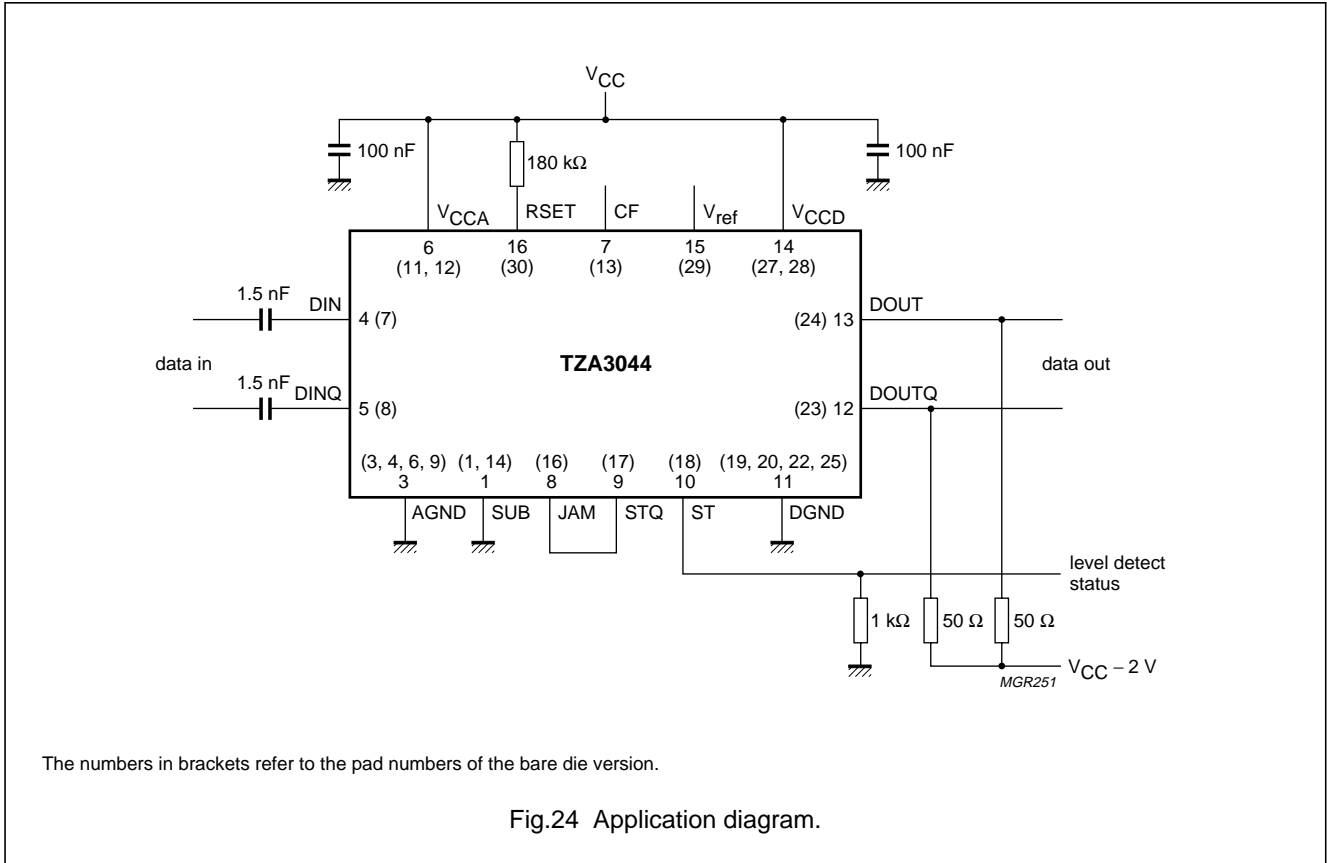 VCC
100 nF
180 kΩ
100 nF
VCCA
RSET
CF
Vref
VCCD
6
16
7
15
14
(11, 12)
(30)
(13)
(29)
(27, 28)
1.5 nF
DIN
4 (7)
(24) 13
DOUT
data in
TZA3044
data out
1.5 nF
DINQ
5 (8)
(23) 12
DOUTQ
(3, 4, 6, 9)
(1, 14)
(16)
(17)
(18)
(19, 20, 22, 25)
3
1
8
9
10
11
AGND
SUB
JAM
STQ
ST
DGND
level detect
status
1 kΩ
50 Ω
50 Ω
VCC − 2 V
MGR251
The numbers in brackets refer to the pad numbers of the bare die version.
Fig.24 Application diagram.